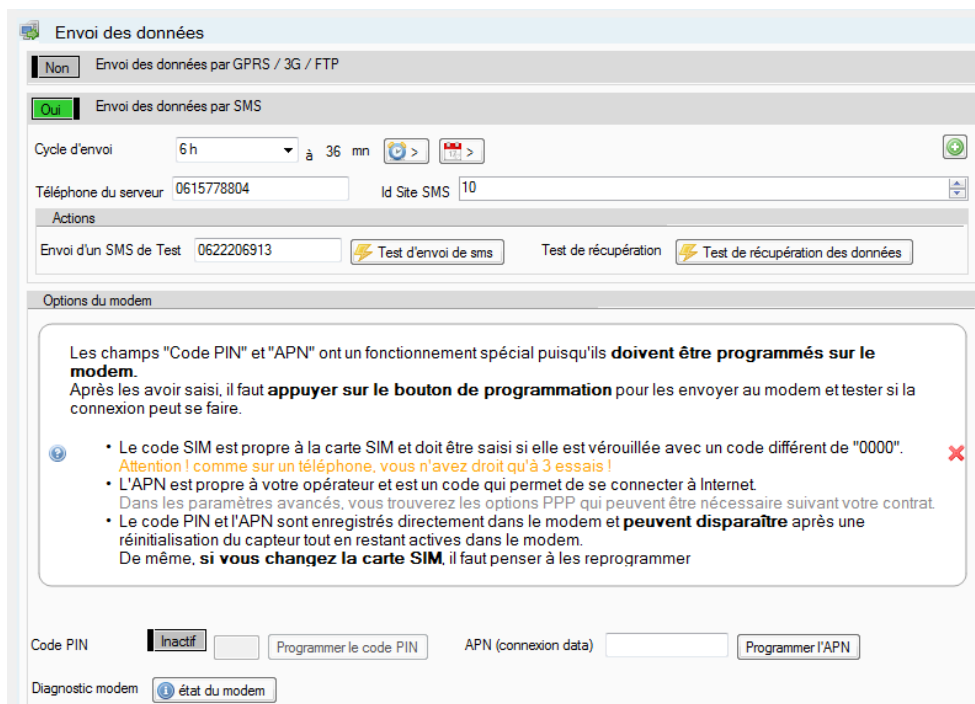 Envoi des données
Non Envoi des données par GPRS / 3G / FTP
Oui Envoi des données par SMS
Cycle d'envoi 6 h à 36 mn > >
Téléphone du serveur 0615778804 Id Site SMS 10
Actions
Envoi d'un SMS de Test 0622206913 Test d'envoi de sms Test de récupération Test de récupération des données
Options du modem
Les champs "Code PIN" et "APN" ont un fonctionnement spécial puisqu'ils doivent être programmés sur le
modem.
Après les avoir saisi, il faut appuyer sur le bouton de programmation pour les envoyer au modem et tester si la
connexion peut se faire.
• Le code SIM est propre à la carte SIM et doit être saisi si elle est vérouillée avec un code différent de "0000".
Attention ! comme sur un téléphone, vous n'avez droit qu'à 3 essais !
• L'APN est propre à votre opérateur et est un code qui permet de se connecter à Internet.
Dans les paramètres avancés, vous trouverez les options PPP qui peuvent être nécessaire suivant votre contrat.
• Le code PIN et l'APN sont enregistrés directement dans le modem et peuvent disparaître après une
réinitialisation du capteur tout en restant actives dans le modem.
De même, si vous changez la carte SIM, il faut penser à les reprogrammer
Code PIN Inactif Programmer le code PIN APN (connexion data) Programmer l'APN
Diagnostic modem état du modem